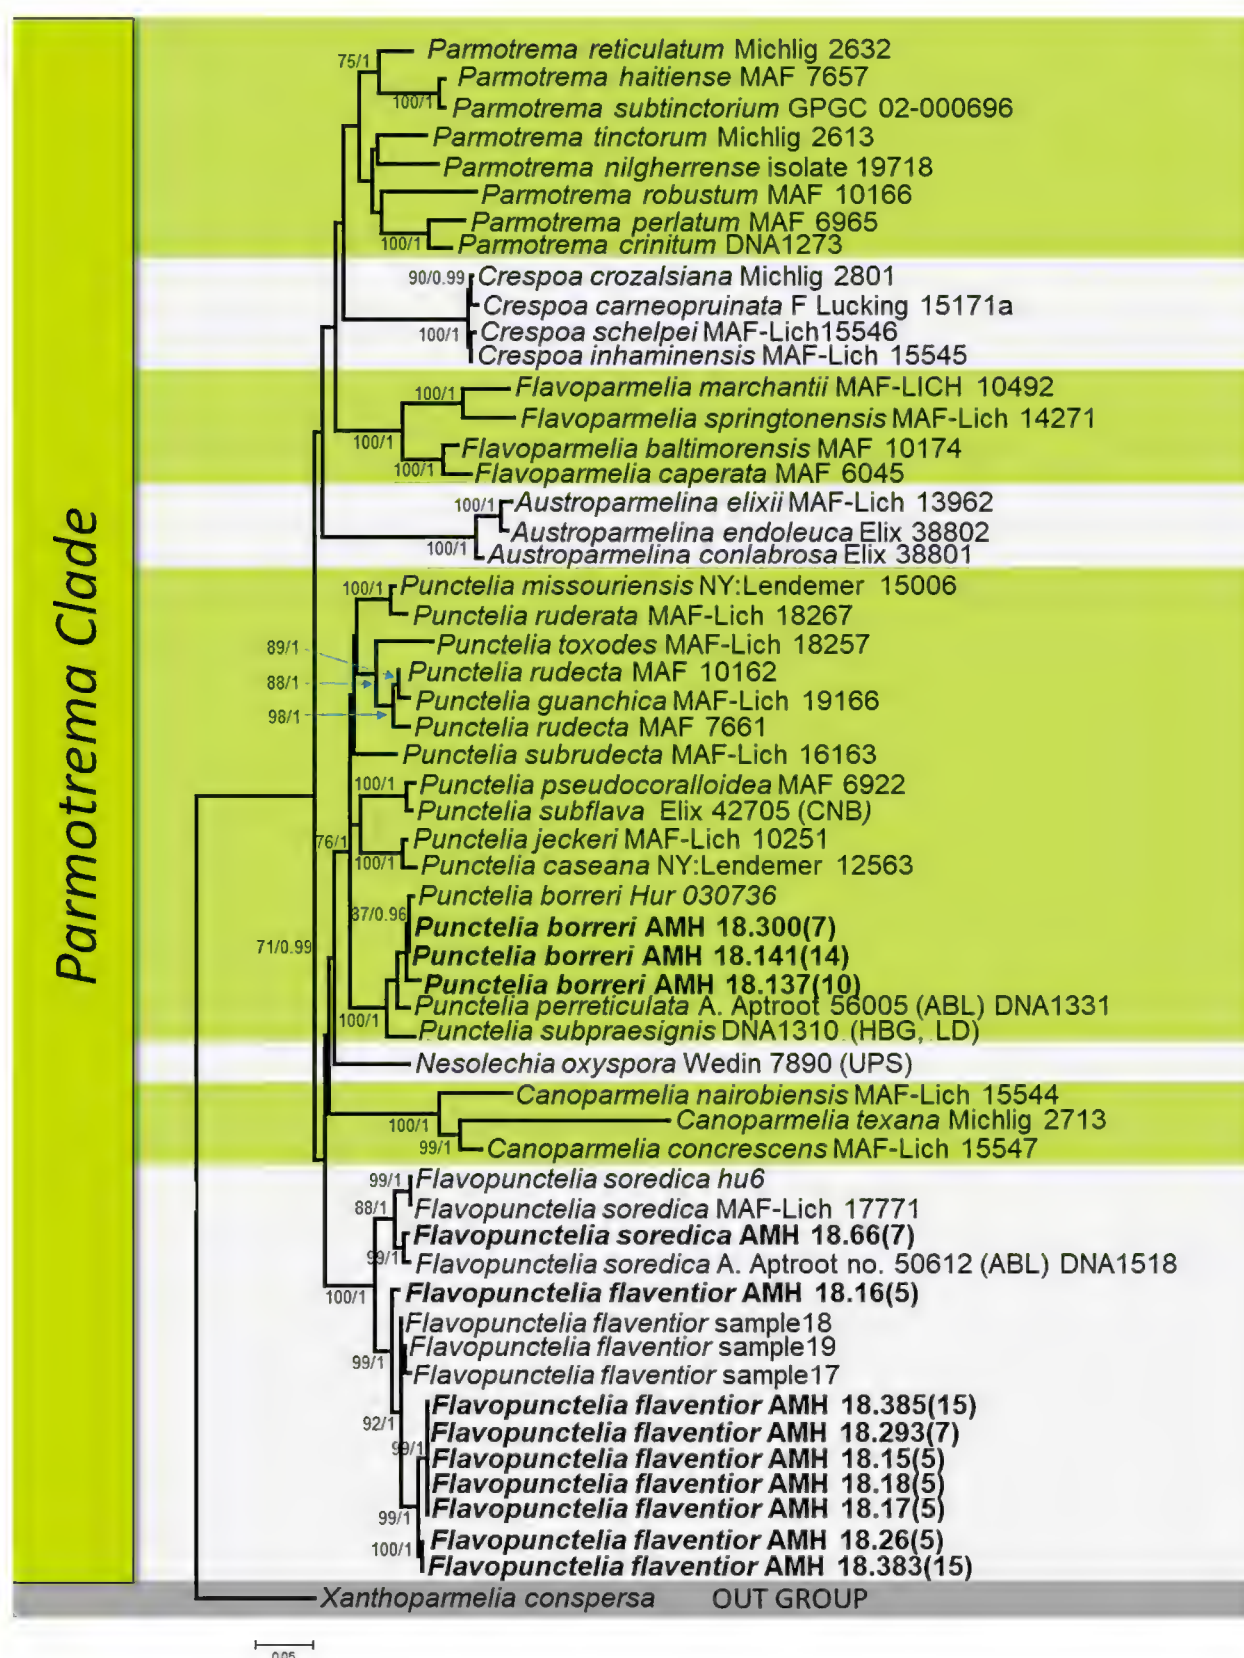 Parmotrema Clade
75/1
Parmotrema reticulatum Michlig 2632
Parmotrema haitiense MAF 7657
100/1
Parmotrema subtinctorium GPGC 02-000696
Parmotrema tinctorum Michlig 2613
Parmotrema nilgherrense isolate 19718
Parmotrema robustum MAF 10166
Parmotrema perlatum MAF 6965
100/1
Parmotrema crinitum DNA1273
90/0.99
Crespoa crozalsiana Michlig 2801
Crespoa carneopruinata F Lucking 15171a
100/1
Crespoa schelpei MAF-Lich15546
Crespoa inhaminensis MAF-Lich 15545
100/1
Flavoparmelia marchantii MAF-LICH 10492
Flavoparmelia springtonensis MAF-Lich 14271
100/1
Flavoparmelia baltimorensis MAF 10174
100/1
Flavoparmelia caperata MAF 6045
100/1
Austroparmelina elixii MAF-Lich 13962
Austroparmelina endoleuca Elix 38802
100/1
Austroparmelina conlabrosa Elix 38801
100/1
Punctelia missouriensis NY:Lendemer 15006
Punctelia ruderata MAF-Lich 18267
89/1
Punctelia toxodes MAF-Lich 18257
88/1
Punctelia rudecta MAF 10162
Punctelia guanchica MAF-Lich 19166
98/1
Punctelia rudecta MAF 7661
Punctelia subrudecta MAF-Lich 16163
100/1
Punctelia pseudocoralloidea MAF 6922
Punctelia subflava Elix 42705 (CNB)
76/1
Punctelia jeckeri MAF-Lich 10251
100/1
Punctelia caseana NY:Lendemer 12563
Punctelia borreri Hur 030736
37/0.96
Punctelia borreri AMH 18.300(7)
71/0.99
Punctelia borreri AMH 18.141(14)
Punctelia borreri AMH 18.137(10)
Punctelia perreticulata A. Aptroot 56005 (ABL) DNA1331
100/1
Punctelia subpraesignis DNA1310 (HBG, LD)
Nesolechia oxyspora Wedin 7890 (UPS)
Canoparmelia nairobiensis MAF-Lich 15544
100/1
Canoparmelia texana Michlig 2713
99/1
Canoparmelia concrescens MAF-Lich 15547
99/1
Flavopunctelia soredica hu6
88/1
Flavopunctelia soredica MAF-Lich 17771
Flavopunctelia soredica AMH 18.66(7)
99/1
Flavopunctelia soredica A. Aptroot no. 50612 (ABL) DNA1518
100/1
Flavopunctelia flaventior AMH 18.16(5)
Flavopunctelia flaventior sample18
Flavopunctelia flaventior sample19
99/1
Flavopunctelia flaventior sample17
Flavopunctelia flaventior AMH 18.385(15)
92/1
Flavopunctelia flaventior AMH 18.293(7)
99/1
Flavopunctelia flaventior AMH 18.15(5)
Flavopunctelia flaventior AMH 18.18(5)
Flavopunctelia flaventior AMH 18.17(5)
99/1
Flavopunctelia flaventior AMH 18.26(5)
100/1
Flavopunctelia flaventior AMH 18.383(15)
Xanthoparmelia conspersa OUT GROUP
0.05